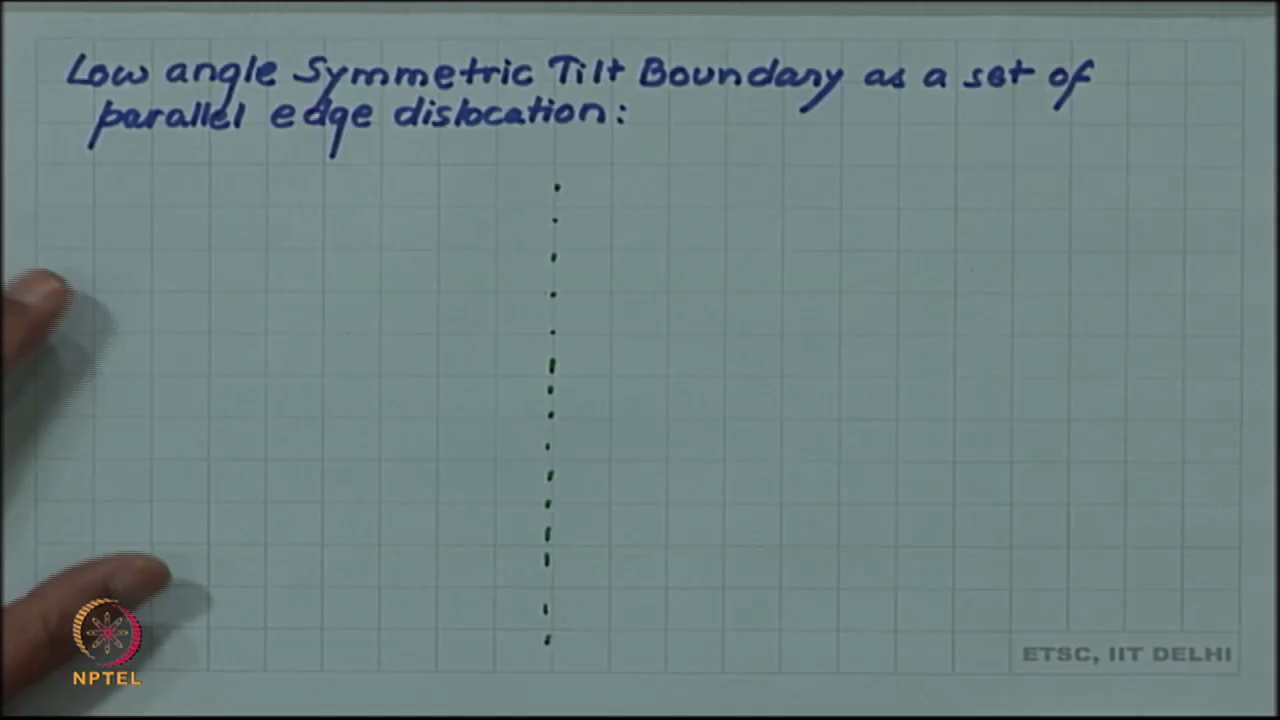 Low angle Symmetric Tilt Boundary as a set of
parallel edge dislocation:
NPTEL
ETSC, IIT DELHI